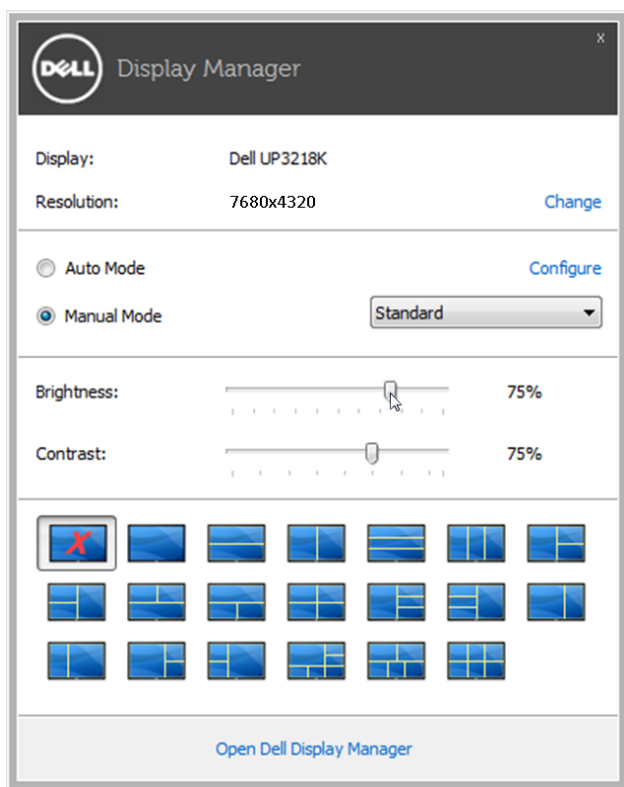 x
DELL Display Manager
Display: Dell UP3218K
Resolution: 7680x4320 Change
Auto Mode Configure
Manual Mode Standard
Brightness: 75%
Contrast: 75%
X
Open Dell Display Manager